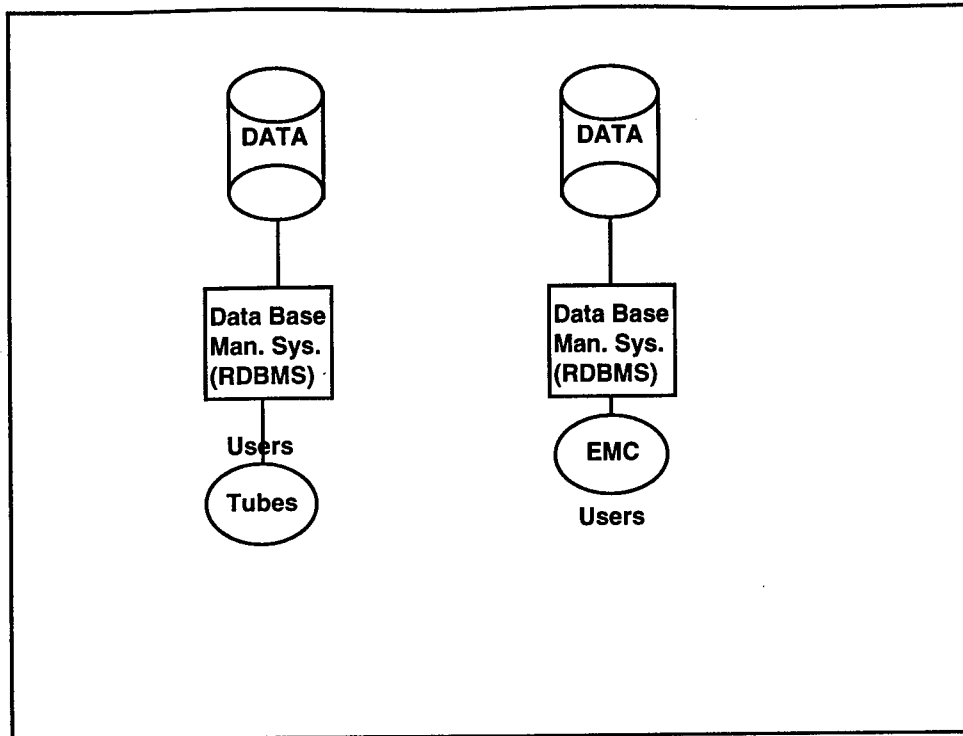 DATA
Data Base
Man. Sys.
(RDBMS)
Users
Tubes
DATA
Data Base
Man. Sys.
(RDBMS)
EMC
Users